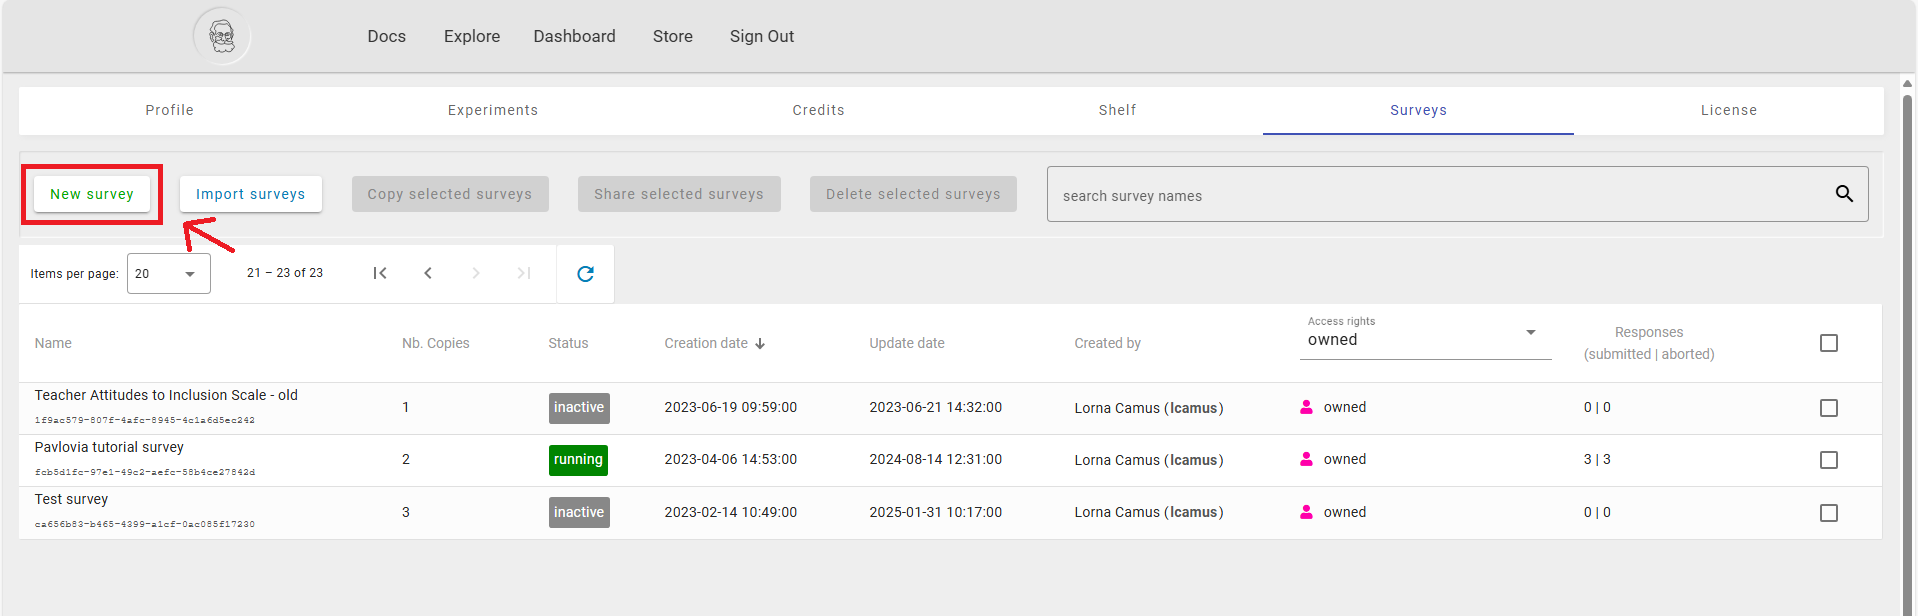 Docs Explore Dashboard Store Sign Out
Profile Experiments Credits Shelf Surveys License
New survey Import surveys Copy selected surveys Share selected surveys Delete selected surveys search survey names
Items per page: 20 21 – 23 of 23
Access rights
Name Nb. Copies Status Creation date Update date Created by owned Responses
(submitted | aborted)
Teacher Attitudes to Inclusion Scale - old
1 inactive 2023-06-19 09:59:00 2023-06-21 14:32:00 Lorna Camus (lcamus) owned 0 | 0
1f9ac579-807f-4afc-8945-4c1a6d5ec242
Pavlovia tutorial survey
2 running 2023-04-06 14:53:00 2024-08-14 12:31:00 Lorna Camus (lcamus) owned 3 | 3
fcb5d1fc-97e1-49c2-aefc-58b4ce27842d
Test survey
3 inactive 2023-02-14 10:49:00 2025-01-31 10:17:00 Lorna Camus (lcamus) owned 0 | 0
ca656b83-b465-4399-a1cf-0ac085f17230